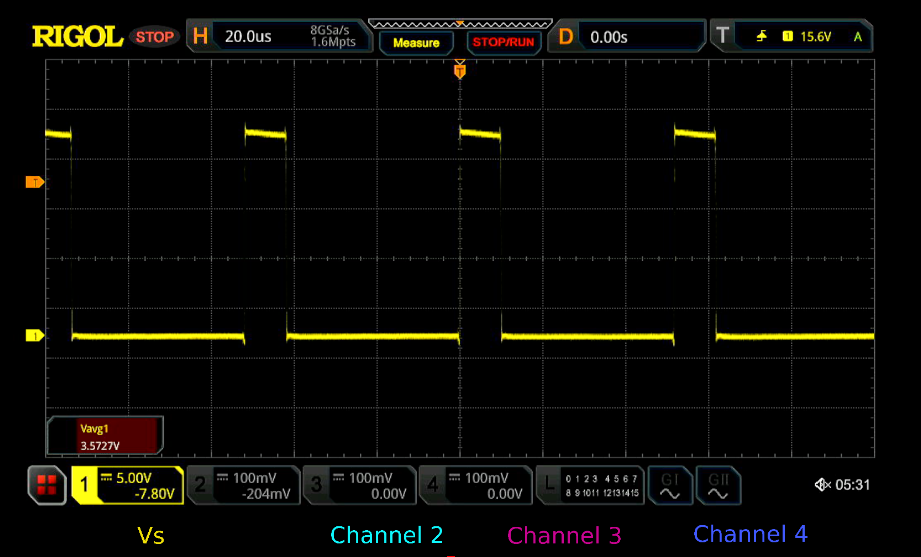 RIGOL STOP H 20.0us 8GSa/s 1.6Mpts Measure STOP/RUN D 0.00s T 1 15.6V A
T
T
1
Vavg1
3.5727V
1 5.00V -7.80V 2 100mV -204mV 3 100mV 0.00V 4 100mV 0.00V L 0 1 2 3 4 5 6 7 8 9 10 11 12 13 14 15 GI GII 05:31
Vs Channel 2 Channel 3 Channel 4